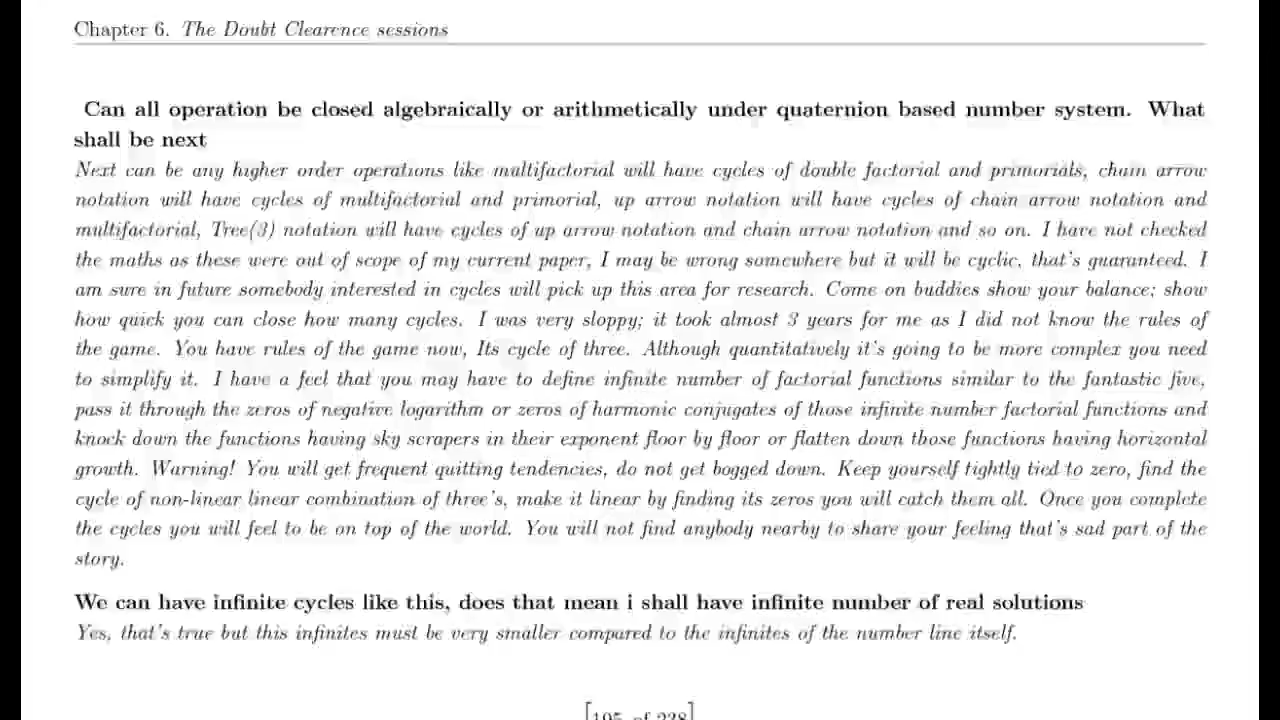 Chapter 6. The Doubt Clearence sessions
Can all operation be closed algebraically or arithmetically under quaternion based number system. What
shall be next
Next can be any higher order operations like multifactorial will have cycles of double factorial and primorials, chain arrow
notation will have cycles of multifactorial and primorial, up arrow notation will have cycles of chain arrow notation and
multifactorial, Tree(3) notation will have cycles of up arrow notation and chain arrow notation and so on. I have not checked
the maths as these were out of scope of my current paper, I may be wrong somewhere but it will be cyclic, that's guaranteed. I
am sure in future somebody interested in cycles will pick up this area for research. Come on buddies show your balance; show
how quick you can close how many cycles. I was very sloppy; it took almost 3 years for me as I did not know the rules of
the game. You have rules of the game now, Its cycle of three. Although quantitatively it's going to be more complex you need
to simplify it. I have a feel that you may have to define infinite number of factorial functions similar to the fantastic five,
pass it through the zeros of negative logarithm or zeros of harmonic conjugates of those infinite number factorial functions and
knock down the functions having sky scrapers in their exponent floor by floor or flatten down those functions having horizontal
growth. Warning! You will get frequent quitting tendencies, do not get bogged down. Keep yourself tightly tied to zero, find the
cycle of non-linear linear combination of three's, make it linear by finding its zeros you will catch them all. Once you complete
the cycles you will feel to be on top of the world. You will not find anybody nearby to share your feeling that's sad part of the
story.
We can have infinite cycles like this, does that mean i shall have infinite number of real solutions
Yes, that's true but this infinites must be very smaller compared to the infinites of the number line itself.
[195 of 238]